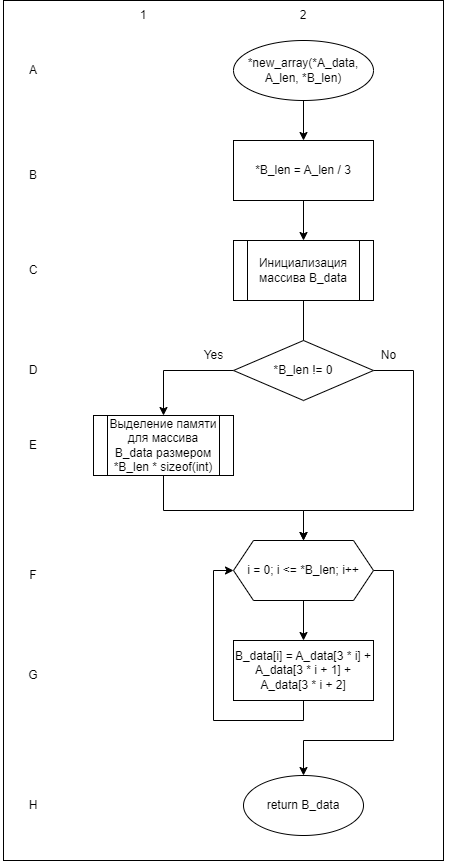 1
2
A
*new_array(*A_data,
A_len, *B_len)
B
*B_len = A_len / 3
C
Инициализация
массива B_data
D
Yes
*B_len != 0
No
E
Выделение памяти
для массива
B_data размером
*B_len * sizeof(int)
F
i = 0; i <= *B_len; i++
G
B_data[i] = A_data[3 * i] +
A_data[3 * i + 1] +
A_data[3 * i + 2]
H
return B_data